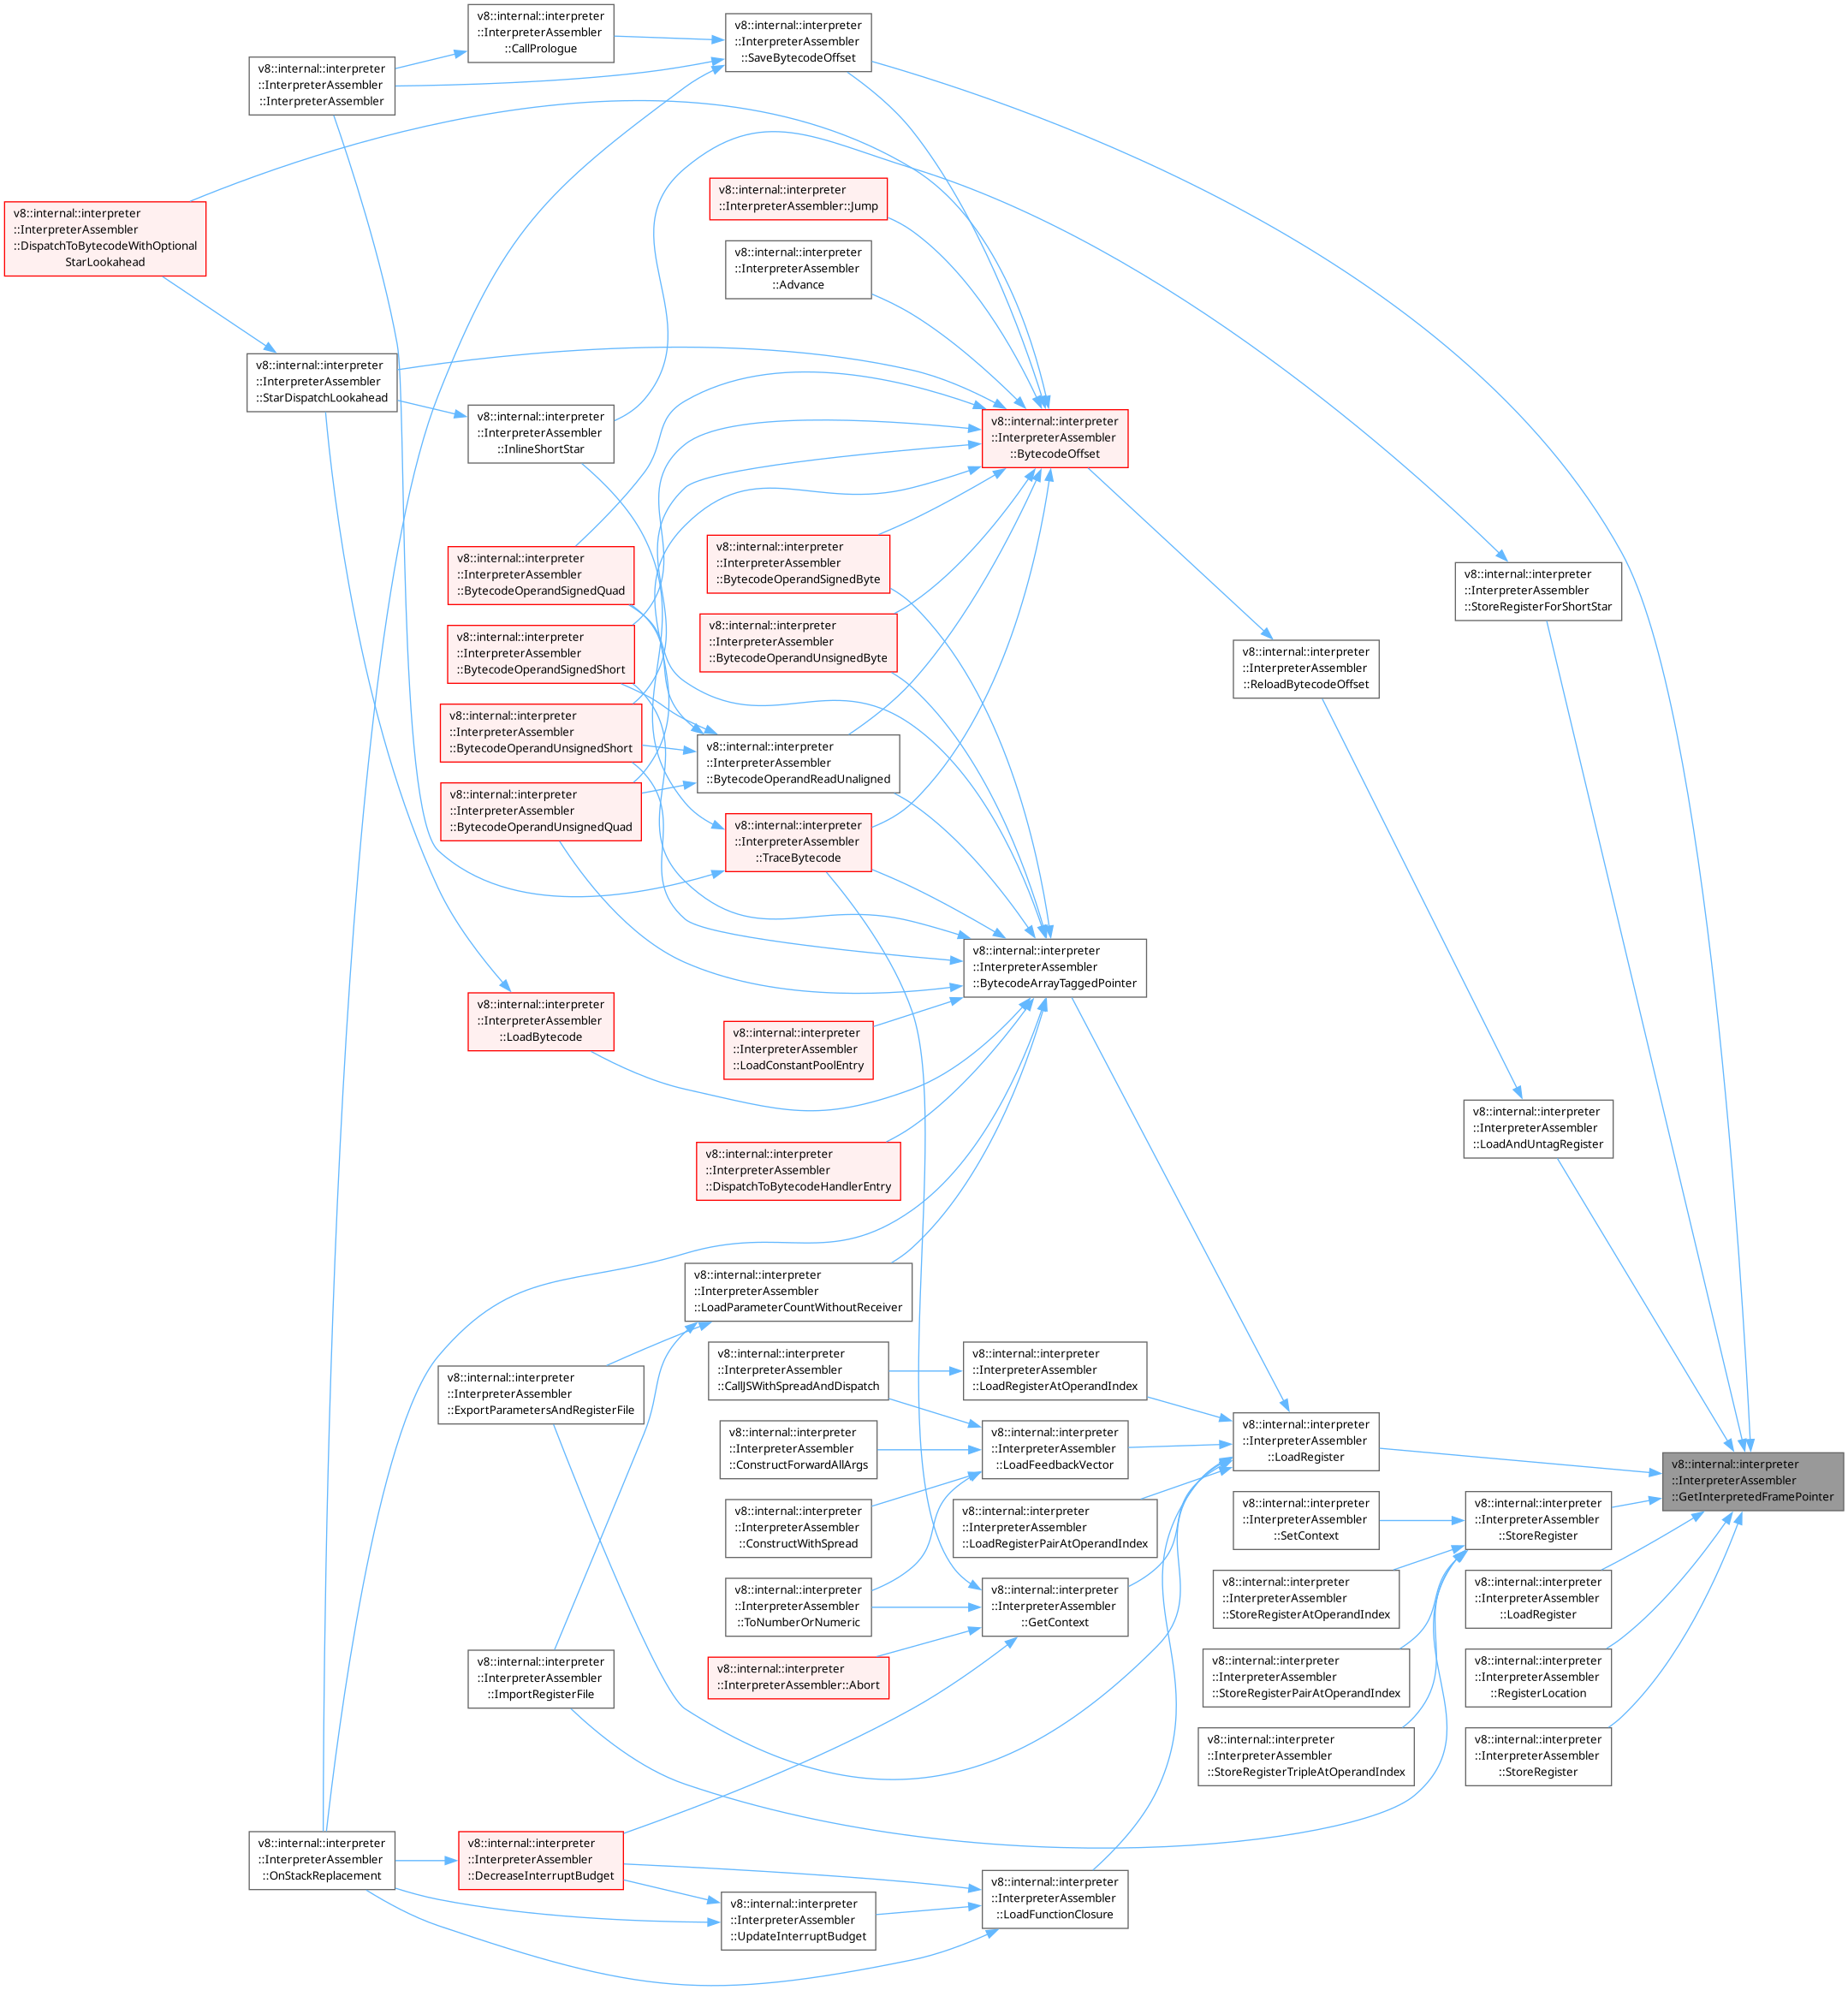 v8::internal::interpreter
::InterpreterAssembler
::CallPrologue
v8::internal::interpreter
::InterpreterAssembler
::SaveBytecodeOffset
v8::internal::interpreter
::InterpreterAssembler
::InterpreterAssembler
v8::internal::interpreter
::InterpreterAssembler::Jump
v8::internal::interpreter
::InterpreterAssembler
::DispatchToBytecodeWithOptional
StarLookahead
v8::internal::interpreter
::InterpreterAssembler
::Advance
v8::internal::interpreter
::InterpreterAssembler
::StarDispatchLookahead
v8::internal::interpreter
::InterpreterAssembler
::InlineShortStar
v8::internal::interpreter
::InterpreterAssembler
::BytecodeOffset
v8::internal::interpreter
::InterpreterAssembler
::BytecodeOperandSignedQuad
v8::internal::interpreter
::InterpreterAssembler
::BytecodeOperandSignedByte
v8::internal::interpreter
::InterpreterAssembler
::StoreRegisterForShortStar
v8::internal::interpreter
::InterpreterAssembler
::BytecodeOperandSignedShort
v8::internal::interpreter
::InterpreterAssembler
::BytecodeOperandUnsignedByte
v8::internal::interpreter
::InterpreterAssembler
::ReloadBytecodeOffset
v8::internal::interpreter
::InterpreterAssembler
::BytecodeOperandUnsignedShort
v8::internal::interpreter
::InterpreterAssembler
::BytecodeOperandReadUnaligned
v8::internal::interpreter
::InterpreterAssembler
::BytecodeOperandUnsignedQuad
v8::internal::interpreter
::InterpreterAssembler
::TraceBytecode
v8::internal::interpreter
::InterpreterAssembler
::BytecodeArrayTaggedPointer
v8::internal::interpreter
::InterpreterAssembler
::LoadBytecode
v8::internal::interpreter
::InterpreterAssembler
::LoadConstantPoolEntry
v8::internal::interpreter
::InterpreterAssembler
::LoadAndUntagRegister
v8::internal::interpreter
::InterpreterAssembler
::DispatchToBytecodeHandlerEntry
v8::internal::interpreter
::InterpreterAssembler
::LoadParameterCountWithoutReceiver
v8::internal::interpreter
::InterpreterAssembler
::ExportParametersAndRegisterFile
v8::internal::interpreter
::InterpreterAssembler
::CallJSWithSpreadAndDispatch
v8::internal::interpreter
::InterpreterAssembler
::LoadRegisterAtOperandIndex
v8::internal::interpreter
::InterpreterAssembler
::ConstructForwardAllArgs
v8::internal::interpreter
::InterpreterAssembler
::LoadFeedbackVector
v8::internal::interpreter
::InterpreterAssembler
::LoadRegister
v8::internal::interpreter
::InterpreterAssembler
::GetInterpretedFramePointer
v8::internal::interpreter
::InterpreterAssembler
::ConstructWithSpread
v8::internal::interpreter
::InterpreterAssembler
::LoadRegisterPairAtOperandIndex
v8::internal::interpreter
::InterpreterAssembler
::SetContext
v8::internal::interpreter
::InterpreterAssembler
::StoreRegister
v8::internal::interpreter
::InterpreterAssembler
::ToNumberOrNumeric
v8::internal::interpreter
::InterpreterAssembler
::GetContext
v8::internal::interpreter
::InterpreterAssembler
::StoreRegisterAtOperandIndex
v8::internal::interpreter
::InterpreterAssembler
::LoadRegister
v8::internal::interpreter
::InterpreterAssembler
::ImportRegisterFile
v8::internal::interpreter
::InterpreterAssembler::Abort
v8::internal::interpreter
::InterpreterAssembler
::StoreRegisterPairAtOperandIndex
v8::internal::interpreter
::InterpreterAssembler
::RegisterLocation
v8::internal::interpreter
::InterpreterAssembler
::StoreRegisterTripleAtOperandIndex
v8::internal::interpreter
::InterpreterAssembler
::StoreRegister
v8::internal::interpreter
::InterpreterAssembler
::OnStackReplacement
v8::internal::interpreter
::InterpreterAssembler
::DecreaseInterruptBudget
v8::internal::interpreter
::InterpreterAssembler
::UpdateInterruptBudget
v8::internal::interpreter
::InterpreterAssembler
::LoadFunctionClosure